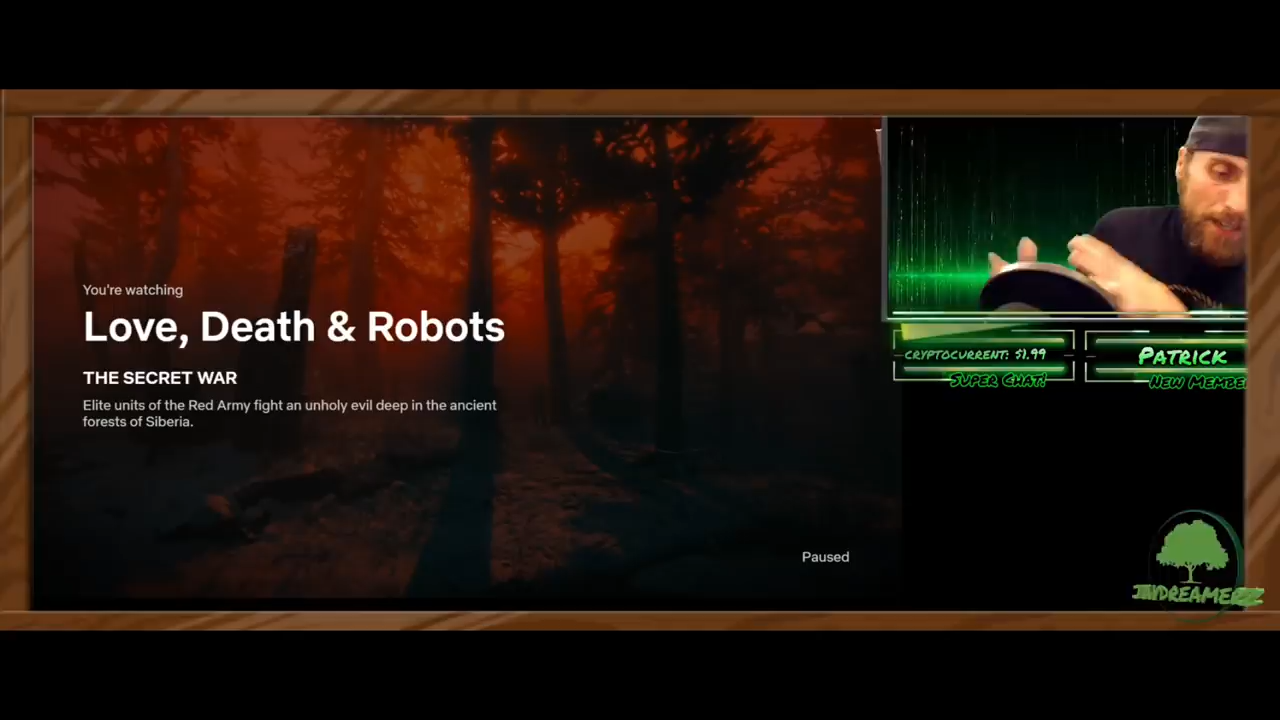 You're watching
Love, Death & Robots
THE SECRET WAR
Elite units of the Red Army fight an unholy evil deep in the ancient
forests of Siberia.
Paused
CRYPTOCURRENT: $1.99
SUPER CHAT!
PATRICK
NEW MEMBE
JAYDREAMERZ